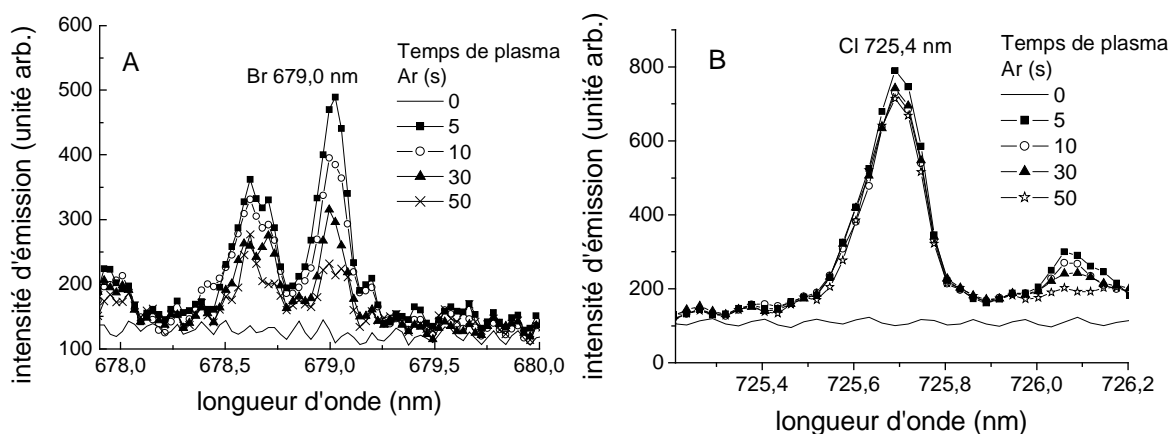 A
Br 679,0 nm
Temps de plasma
Ar (s)
0
5
10
30
50
600
500
400
300
200
100
678,0
678,5
679,0
679,5
680,0
intensité d'émission (unité arb.)
longueur d'onde (nm)
B
Cl 725,4 nm
Temps de plasma
Ar (s)
0
5
10
30
50
800
600
400
200
0
725,4
725,6
725,8
726,0
726,2
intensité d'émission (unité arb.)
longueur d'onde (nm)